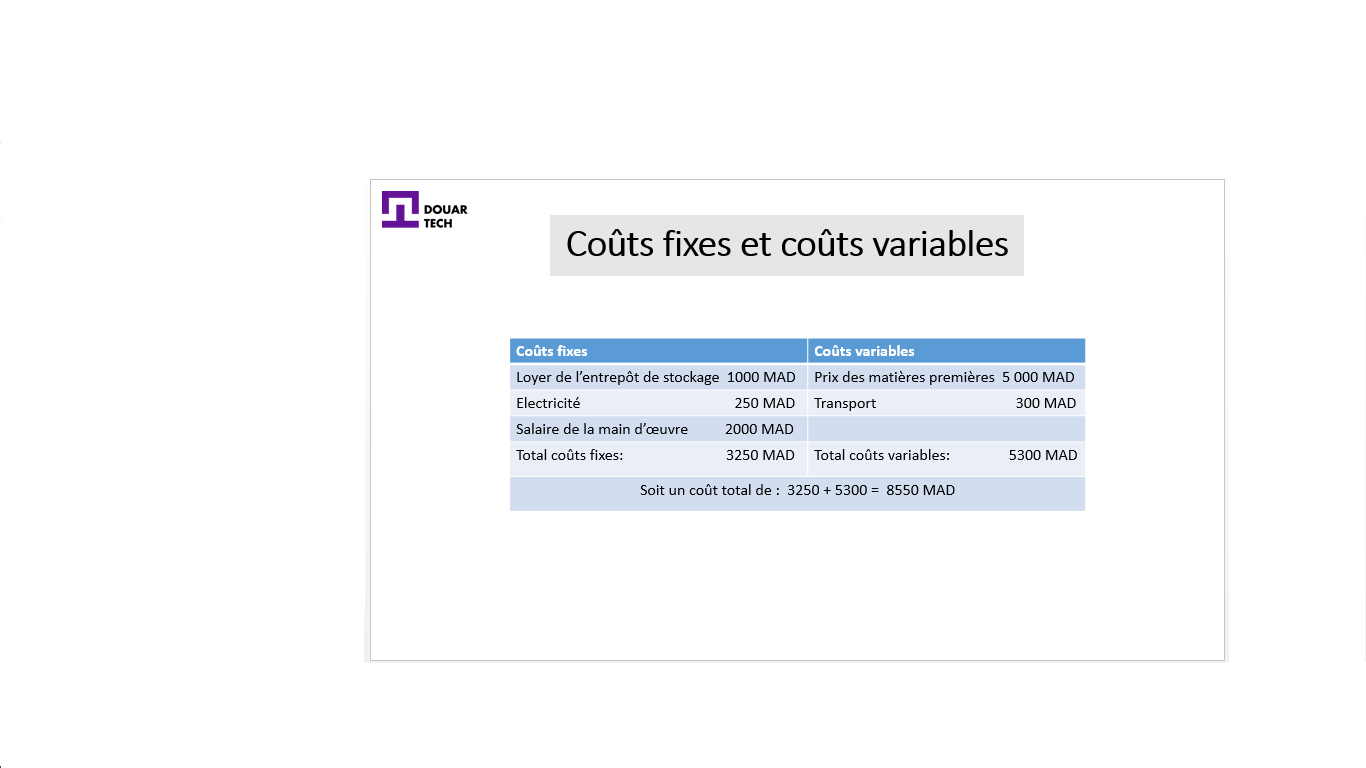 DOUAR
TECH
Coûts fixes et coûts variables
Coûts fixes Coûts variables
Loyer de l’entrepôt de stockage 1000 MAD Prix des matières premières 5 000 MAD
Electricité 250 MAD Transport 300 MAD
Salaire de la main d’œuvre 2000 MAD
Total coûts fixes: 3250 MAD Total coûts variables: 5300 MAD
Soit un coût total de : 3250 + 5300 = 8550 MAD